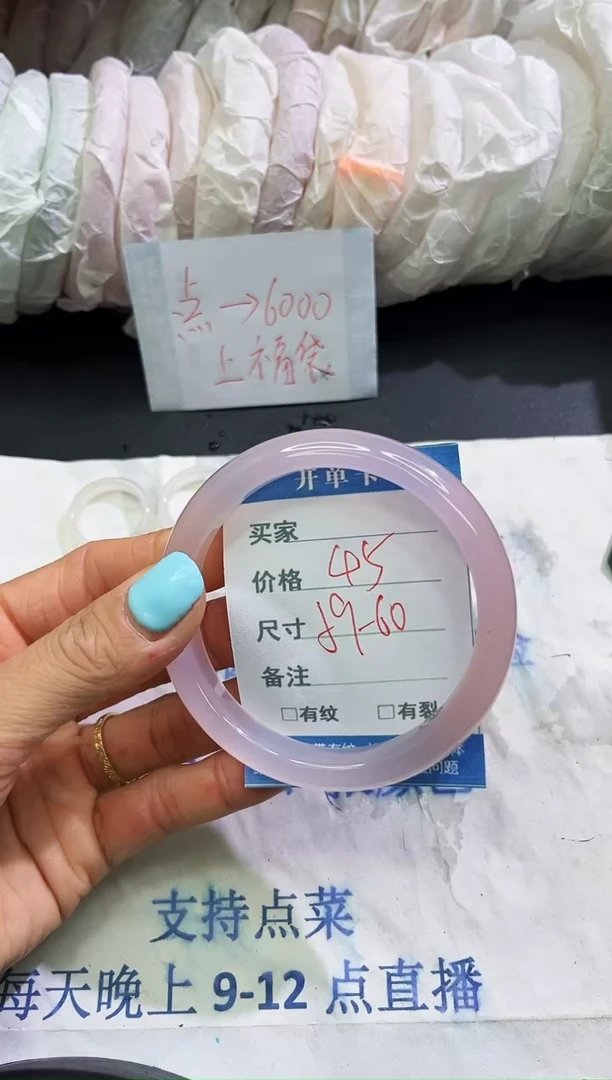 点→6000
上福袋
开单卡
买家
价格 45
尺寸 59-60
备注
□有纹 □有裂
支持点菜
每天晚上 9-12 点直播